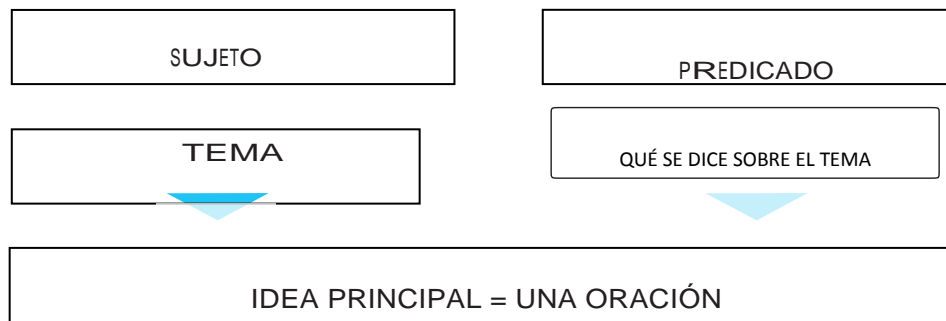 SUJETO
PREDICADO
TEMA
QUÉ SE DICE SOBRE EL TEMA
IDEA PRINCIPAL = UNA ORACIÓN